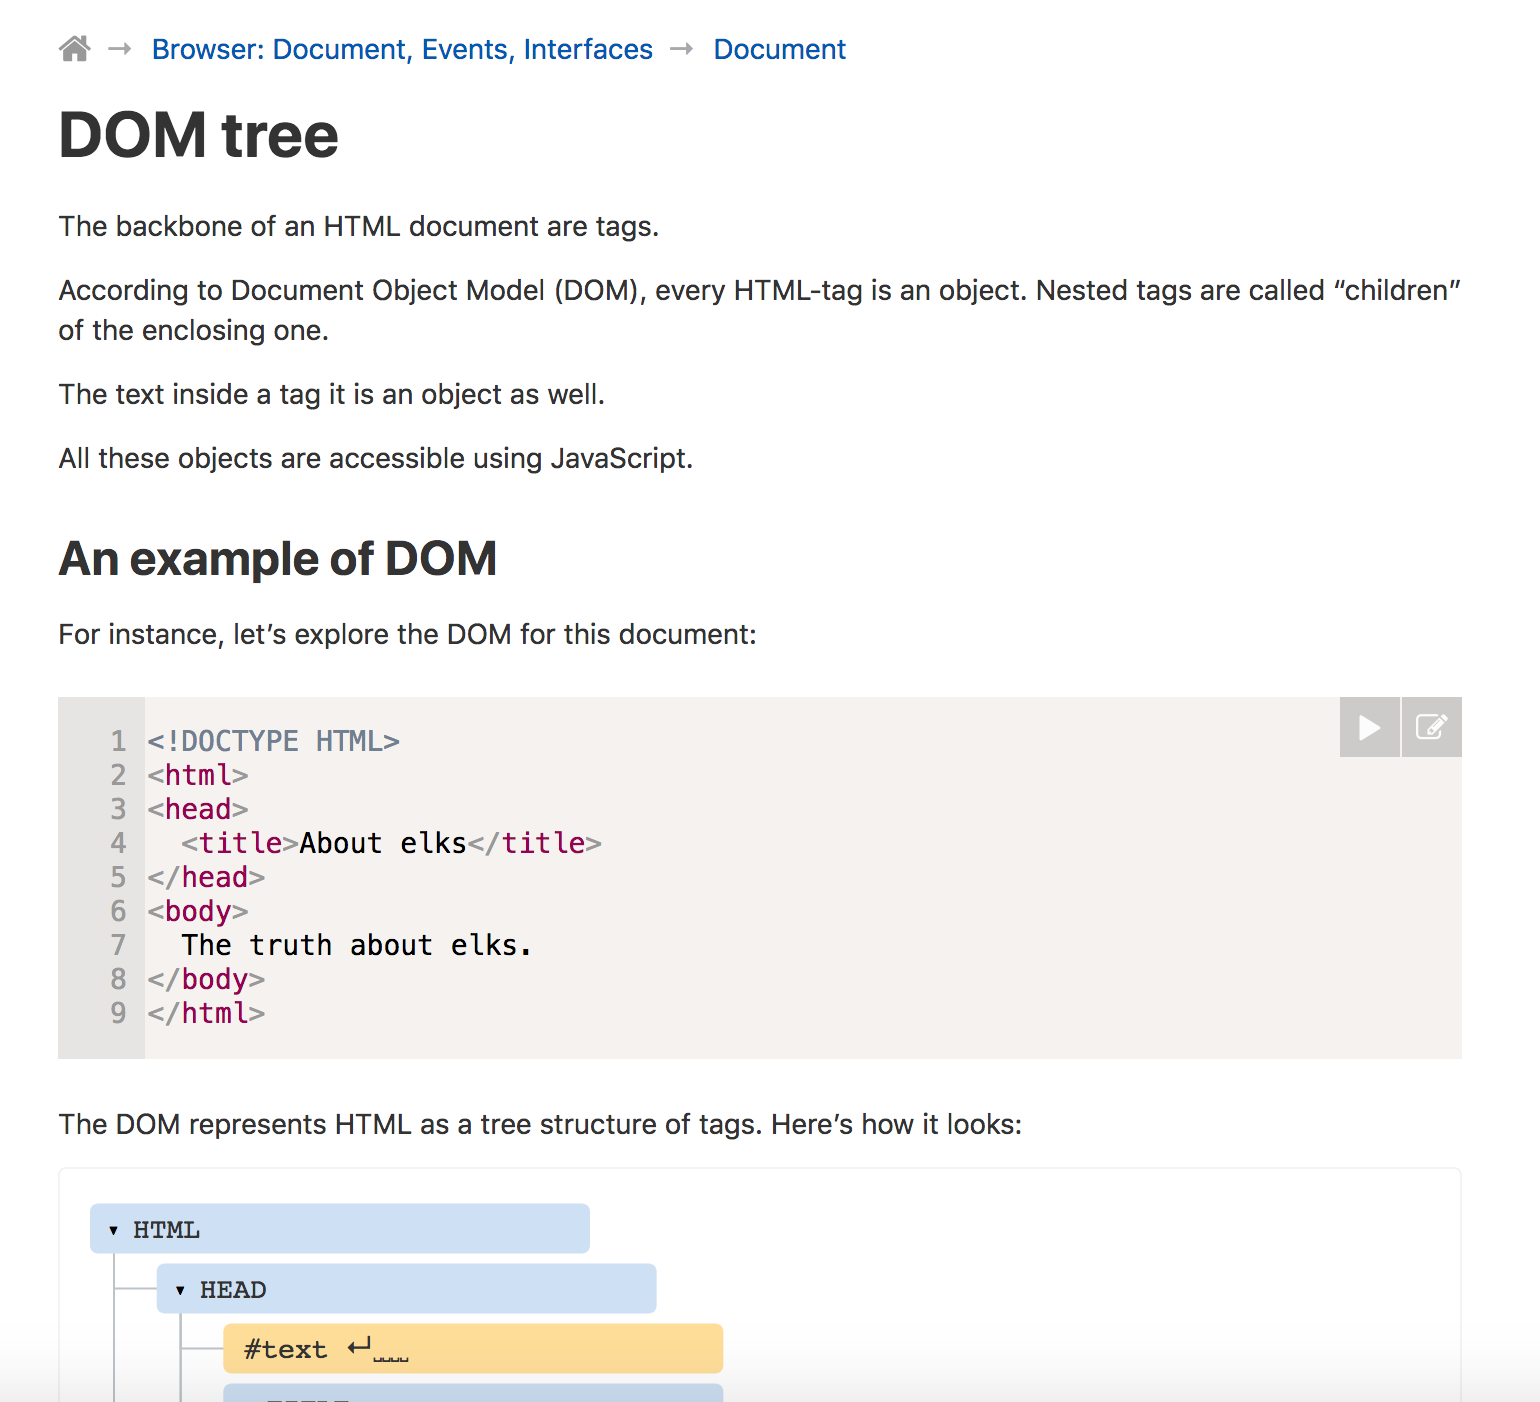 Browser: Document, Events, Interfaces → Document
DOM tree
The backbone of an HTML document are tags.
According to Document Object Model (DOM), every HTML-tag is an object. Nested tags are called “children”
of the enclosing one.
The text inside a tag it is an object as well.
All these objects are accessible using JavaScript.
An example of DOM
For instance, let’s explore the DOM for this document:
1 <!DOCTYPE HTML>
2 <html>
3 <head>
4   <title>About elks</title>
5 </head>
6 <body>
7   The truth about elks.
8 </body>
9 </html>
The DOM represents HTML as a tree structure of tags. Here’s how it looks:
▾ HTML
▾ HEAD
#text ↵␣␣␣␣